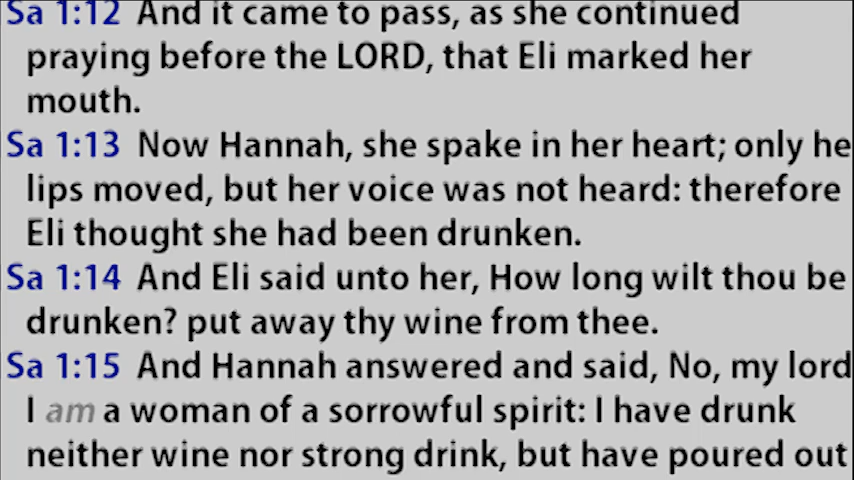 Sa 1:12 And it came to pass, as she continued
praying before the LORD, that Eli marked her
mouth.
Sa 1:13 Now Hannah, she spake in her heart; only he
lips moved, but her voice was not heard: therefore
Eli thought she had been drunken.
Sa 1:14 And Eli said unto her, How long wilt thou be
drunken? put away thy wine from thee.
Sa 1:15 And Hannah answered and said, No, my lord
I am a woman of a sorrowful spirit: I have drunk
neither wine nor strong drink, but have poured out